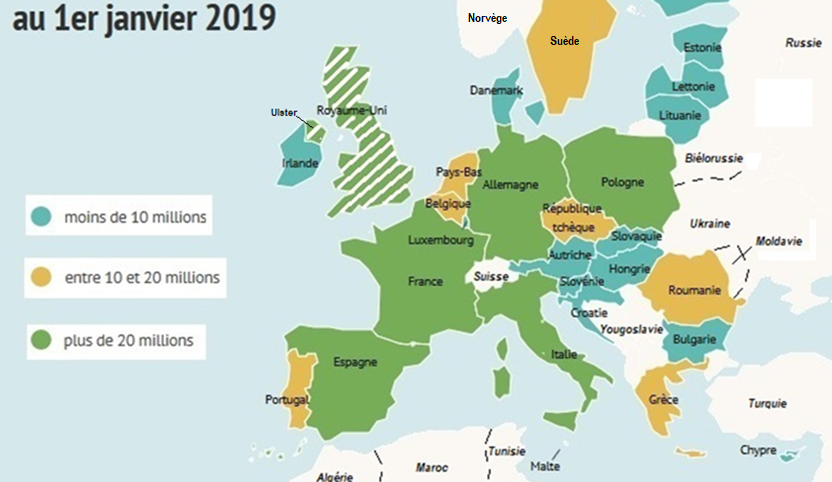 au 1er janvier 2019
Norvège
Suède
Russie
Estonie
Lettonie
Lituanie
Danemark
Ulster
Royaume-Uni
Irlande
Biélorussie
Pays-Bas
Allemagne
Pologne
Belgique
République
tchèque
moins de 10 millions
Ukraine
Slovaquie
Moldavie
Luxembourg
Autriche
Hongrie
entre 10 et 20 millions
France
Suisse
Slovénie
Roumanie
Croatie
Yougoslavie
plus de 20 millions
Bulgarie
Espagne
Italie
Portugal
Grèce
Turquie
Tunisie
Chypre
Maroc
Malte
Algérie